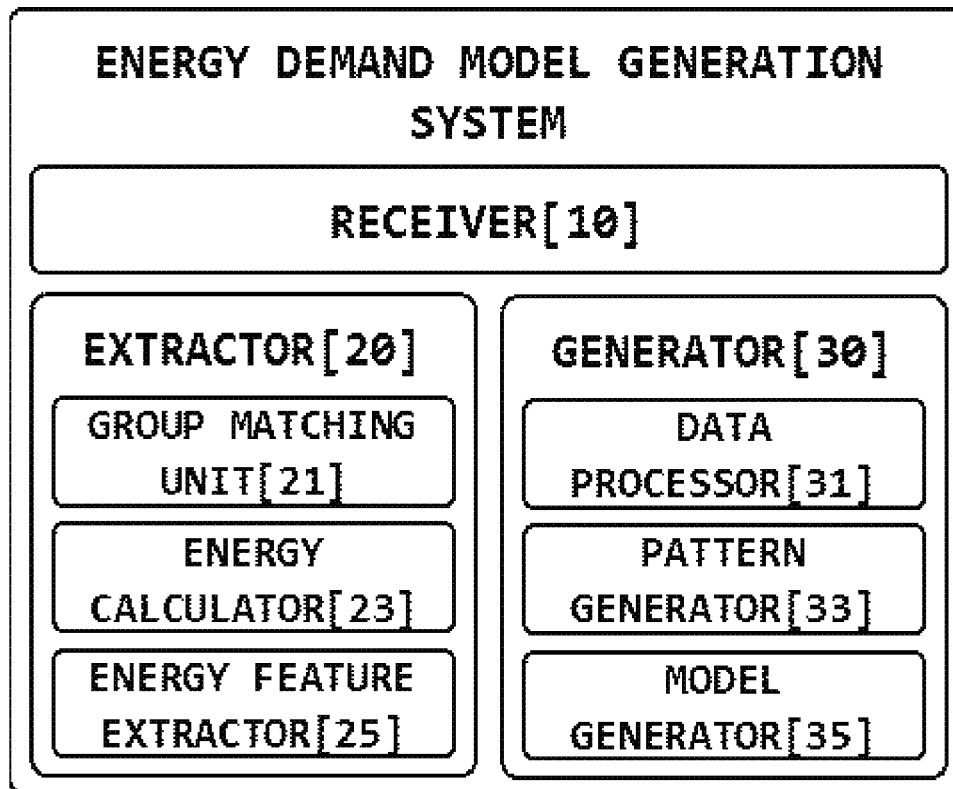 ENERGY DEMAND MODEL GENERATION
SYSTEM
RECEIVER[10]
EXTRACTOR[20]
GROUP MATCHING
UNIT[21]
ENERGY
CALCULATOR[23]
ENERGY FEATURE
EXTRACTOR[25]
GENERATOR[30]
DATA
PROCESSOR[31]
PATTERN
GENERATOR[33]
MODEL
GENERATOR[35]